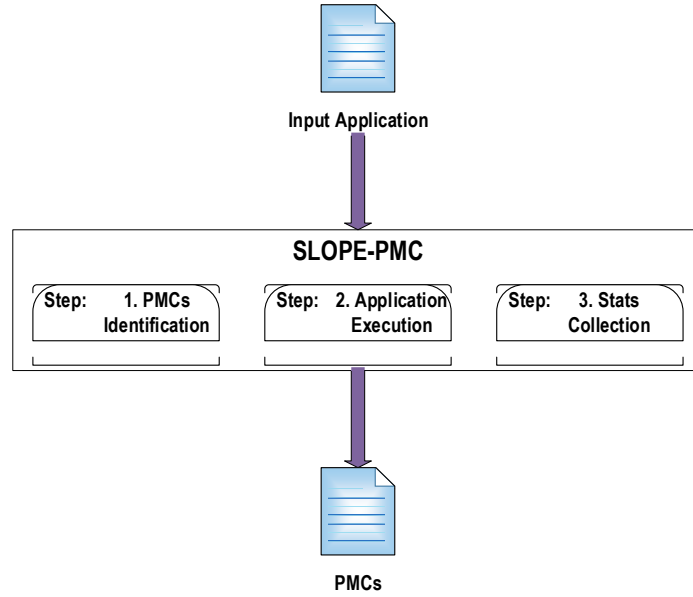 Input Application
SLOPE-PMC
Step: 1. PMCs
Identification
Step: 2. Application
Execution
Step: 3. Stats
Collection
PMCs